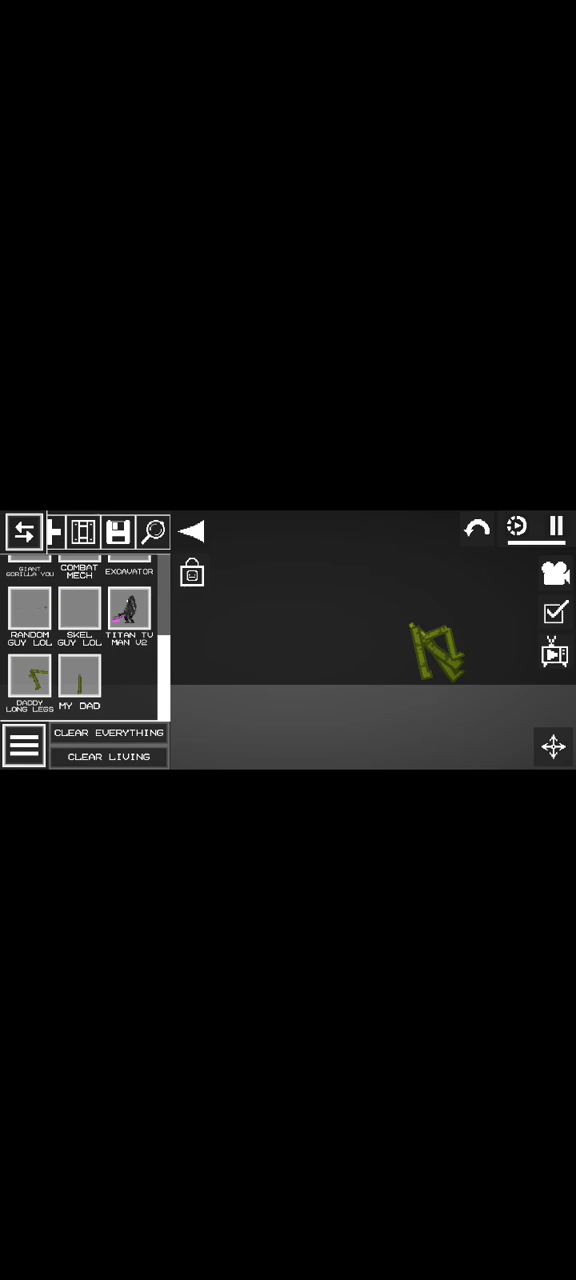 GIANT
GORILLA YOU
COMBAT
MECH
EXCAVATOR
RANDOM
GUY LOL
SKEL
GUY LOL
TITAN TV
MAN V2
DADDY
LONG LEGS
MY DAD
CLEAR EVERYTHING
CLEAR LIVING